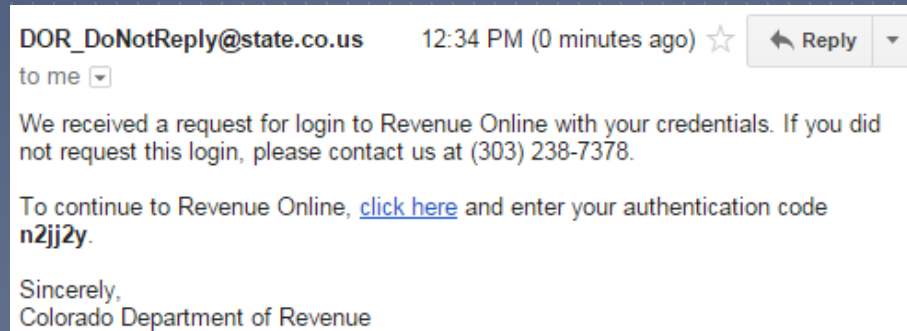 DOR_DoNotReply@state.co.us 12:34 PM (0 minutes ago) Reply
to me
We received a request for login to Revenue Online with your credentials. If you did
not request this login, please contact us at (303) 238-7378.
To continue to Revenue Online, click here and enter your authentication code
n2jj2y.
Sincerely,
Colorado Department of Revenue